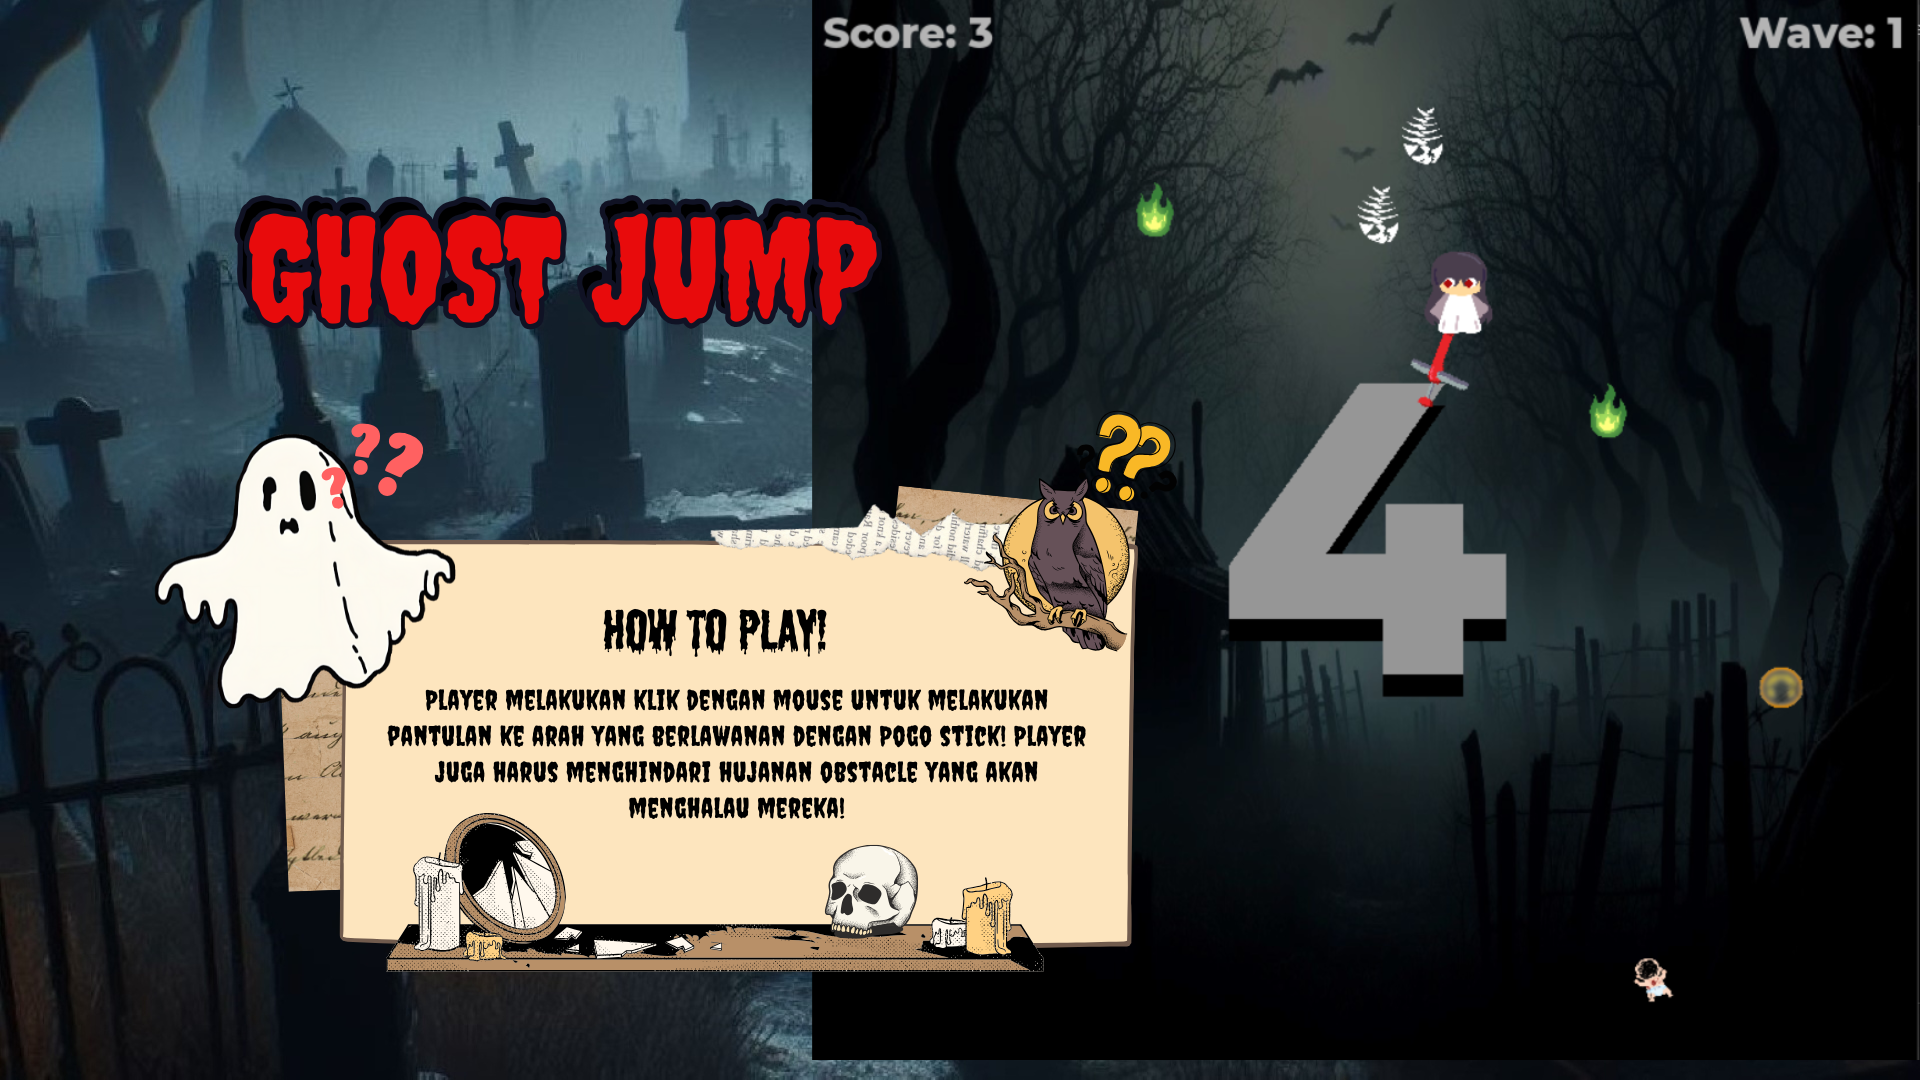 Score: 3
Wave: 1
GHOST JUMP
??
?
??
4
HOW TO PLAY!
PLAYER MELAKUKAN KLIK DENGAN MOUSE UNTUK MELAKUKAN
PANTULAN KE ARAH YANG BERLAWANAN DENGAN POGO STICK! PLAYER
JUGA HARUS MENGHINDARI HUJANAN OBSTACLE YANG AKAN
MENGHALAU MEREKA!